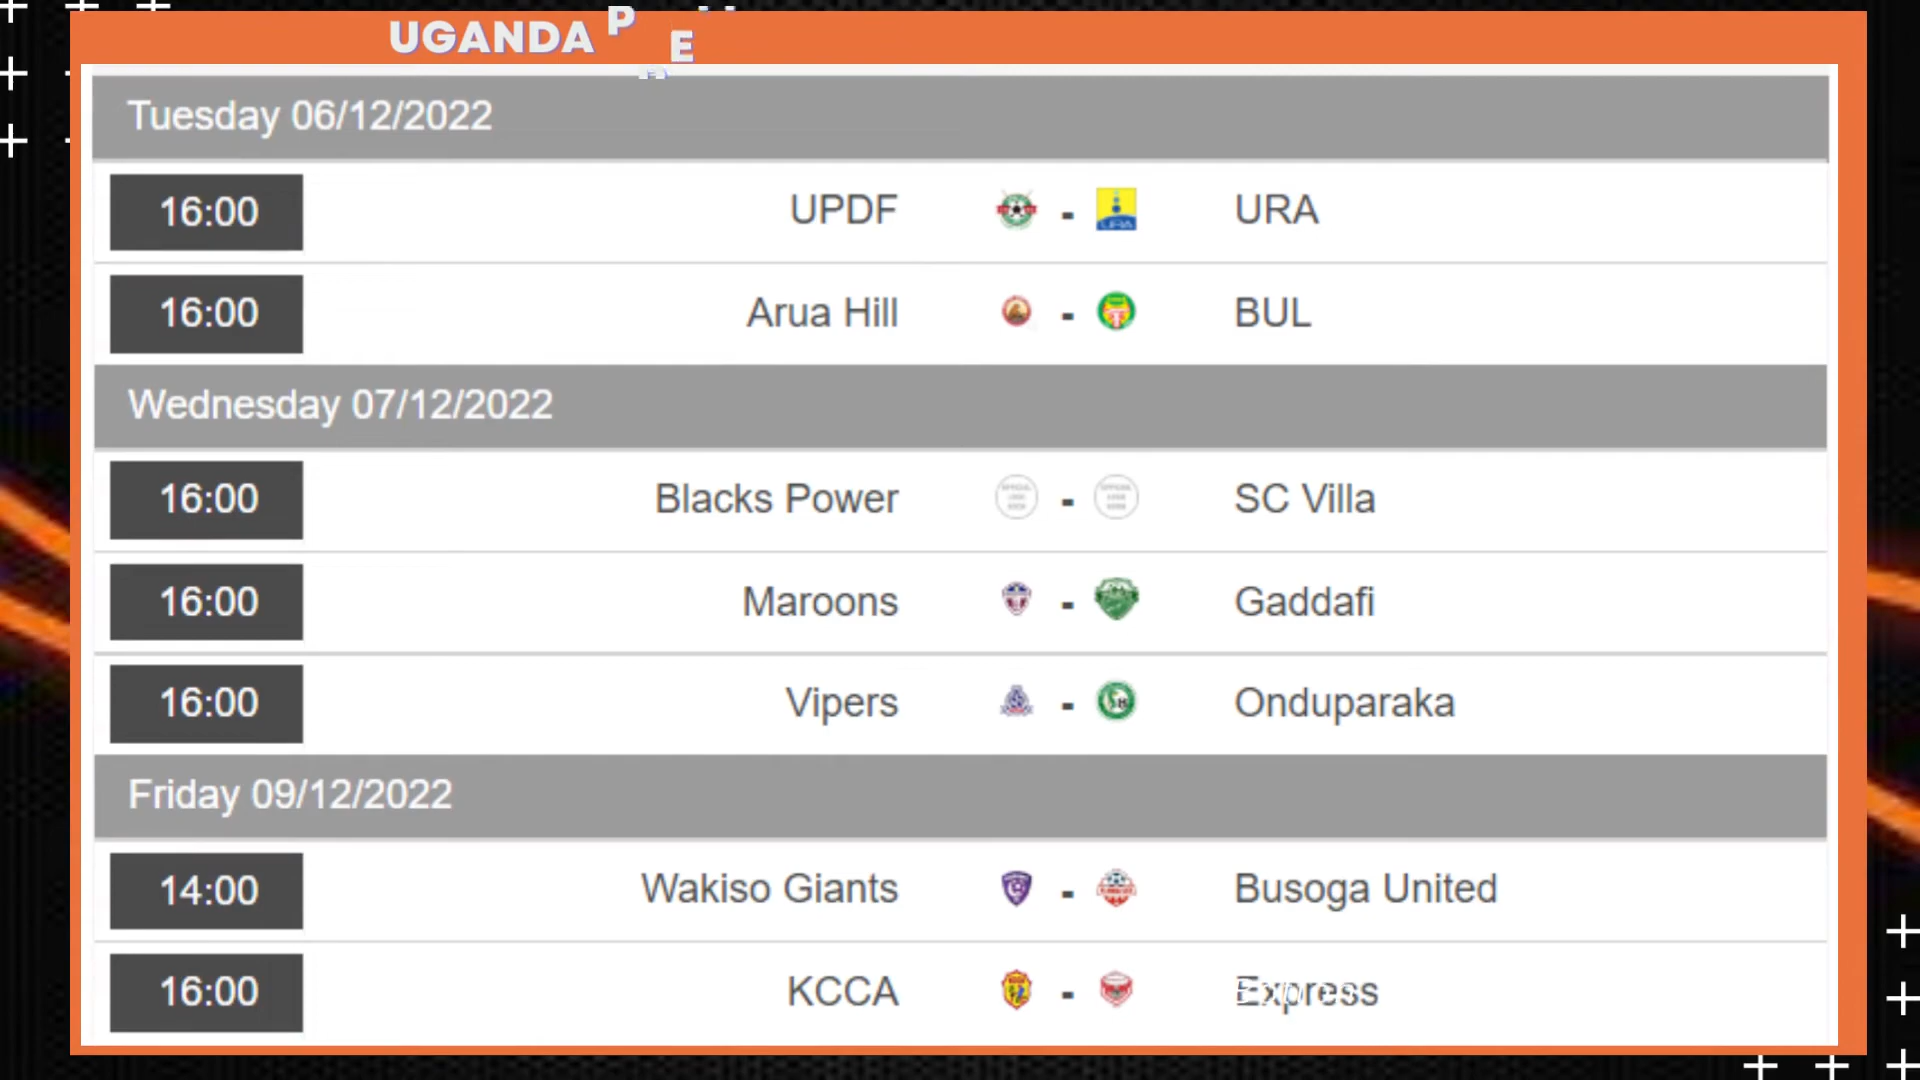 UGANDA P E
Tuesday 06/12/2022
16:00 UPDF - URA
16:00 Arua Hill - BUL
Wednesday 07/12/2022
16:00 Blacks Power - SC Villa
16:00 Maroons - Gaddafi
16:00 Vipers - Onduparaka
Friday 09/12/2022
14:00 Wakiso Giants - Busoga United
16:00 KCCA - Express